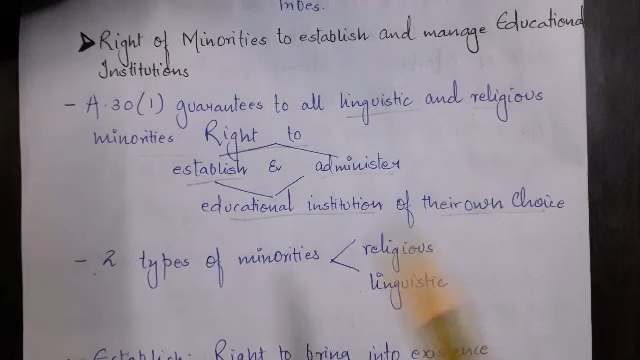 InDes.
➤ Right of Minorities to establish and manage Educational
Institutions
- A.30(1) guarantees to all linguistic and religious
minorities Right to
establish & administer
educational institution of their own Choice
- 2 types of minorities religious
linguistic
Establish: Right to bring into existence